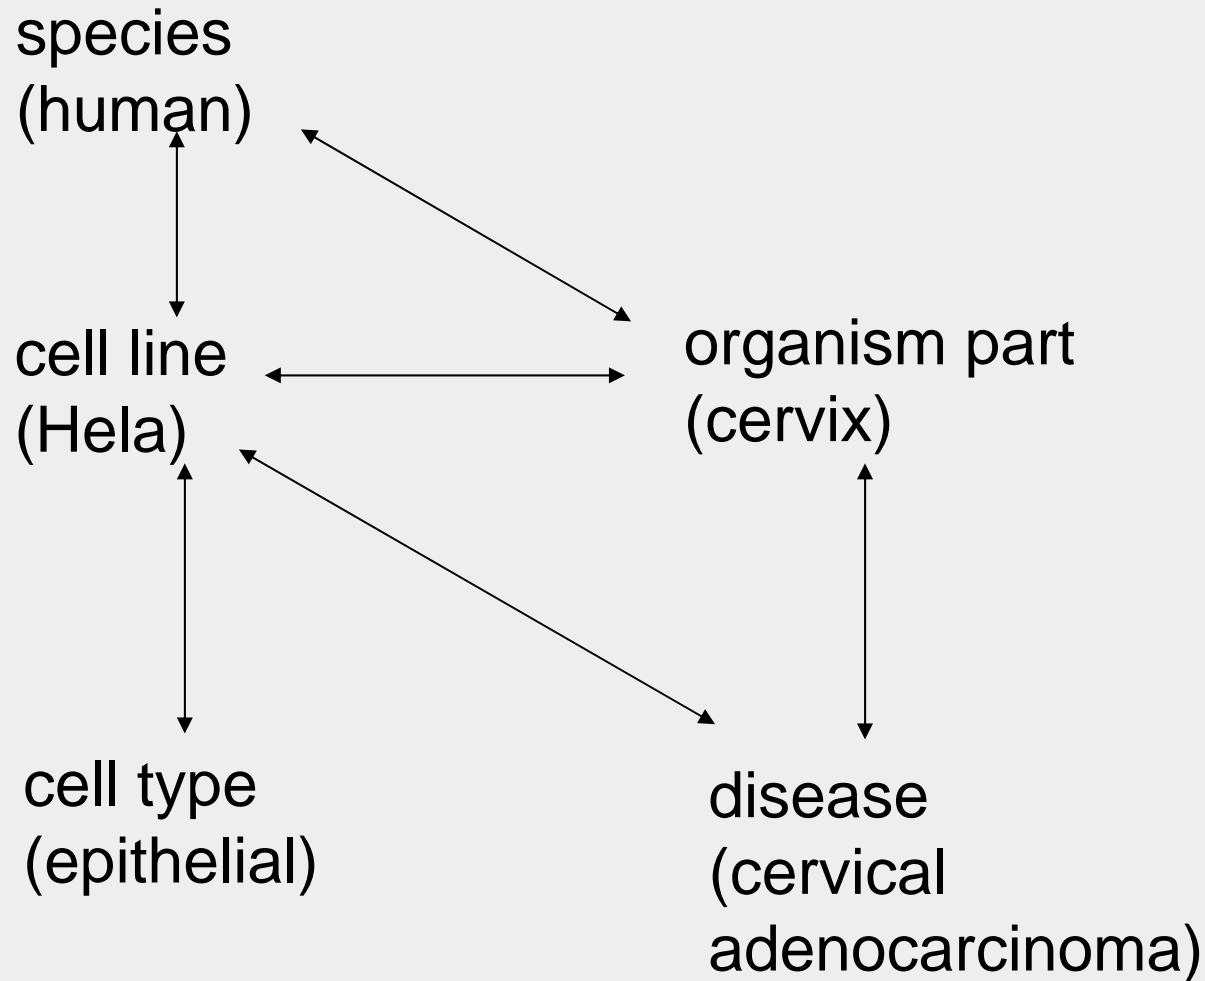 species
(human)
cell line
(Hela)
organism part
(cervix)
cell type
(epithelial)
disease
(cervical
adenocarcinoma)